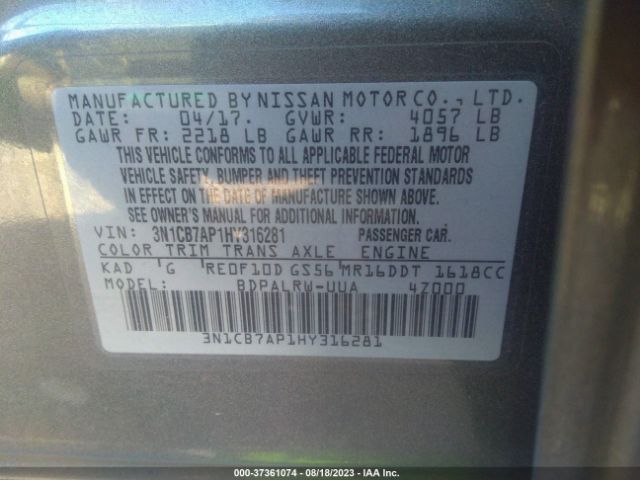 MANUFACTURED BY NISSAN MOTOR CO., LTD.
DATE: 04/17. GVWR: 4057 LB
GAWR FR: 2218 LB GAWR RR: 1896 LB
THIS VEHICLE CONFORMS TO ALL APPLICABLE FEDERAL MOTOR
VEHICLE SAFETY, BUMPER AND THEFT PREVENTION STANDARDS
IN EFFECT ON THE DATE OF MANUFACTURE SHOWN ABOVE.
SEE OWNER'S MANUAL FOR ADDITIONAL INFORMATION.
VIN: 3N1CB7AP1HY316281 PASSENGER CAR.
COLOR TRIM TRANS AXLE ENGINE
KAD G RE0F10D GS56 MR16DDT 1618CC
MODEL: BDPALRW-UUA 4Z000
3N1CB7AP1HY316281
000-37361074 | 08/18/2023 | IAA Inc.